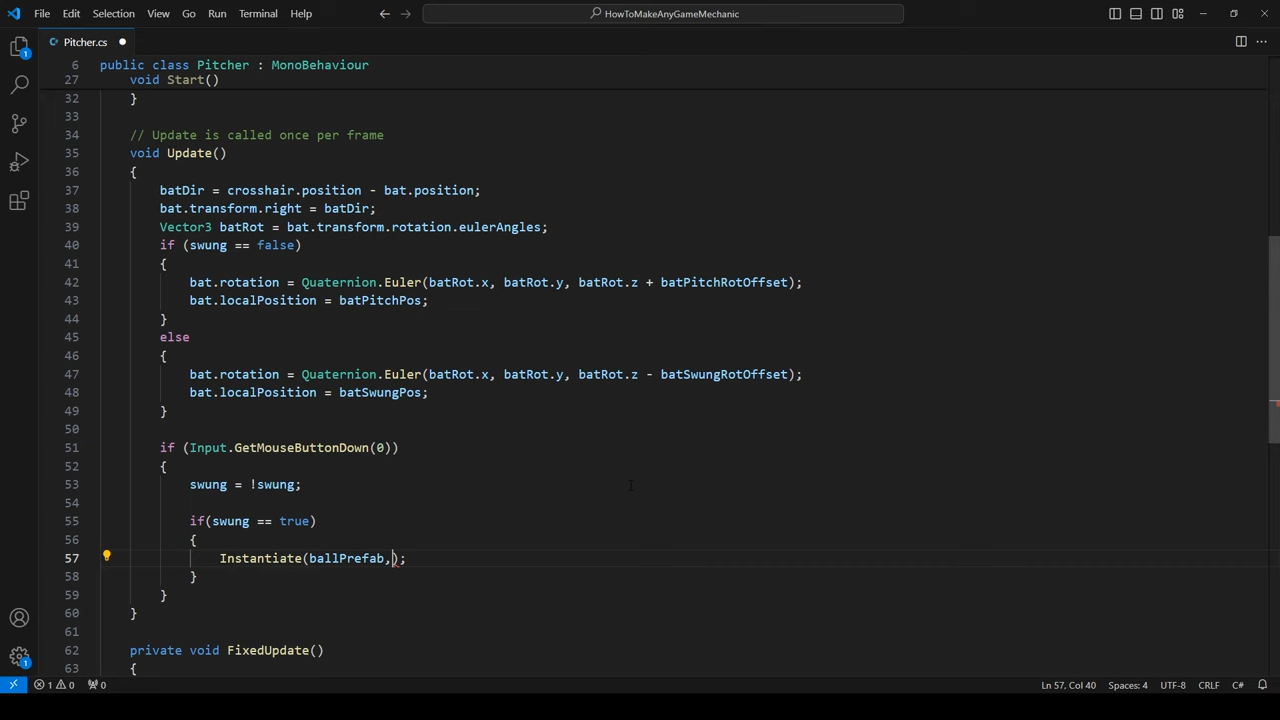 File Edit Selection View Go Run Terminal Help HowToMakeAnyGameMechanic
Pitcher.cs
6 public class Pitcher : MonoBehaviour
27 void Start()
32 }
33
34 // Update is called once per frame
35 void Update()
36 {
37 batDir = crosshair.position - bat.position;
38 bat.transform.right = batDir;
39 Vector3 batRot = bat.transform.rotation.eulerAngles;
40 if (swung == false)
41 {
42 bat.rotation = Quaternion.Euler(batRot.x, batRot.y, batRot.z + batPitchRotOffset);
43 bat.localPosition = batPitchPos;
44 }
45 else
46 {
47 bat.rotation = Quaternion.Euler(batRot.x, batRot.y, batRot.z - batSwungRotOffset);
48 bat.localPosition = batSwungPos;
49 }
50
51 if (Input.GetMouseButtonDown(0))
52 {
53 swung = !swung;
54
55 if(swung == true)
56 {
57 Instantiate(ballPrefab,);
58 }
59 }
60 }
61
62 private void FixedUpdate()
63 {
1
1
1 0 0 Ln 57, Col 40 Spaces: 4 UTF-8 CRLF C#